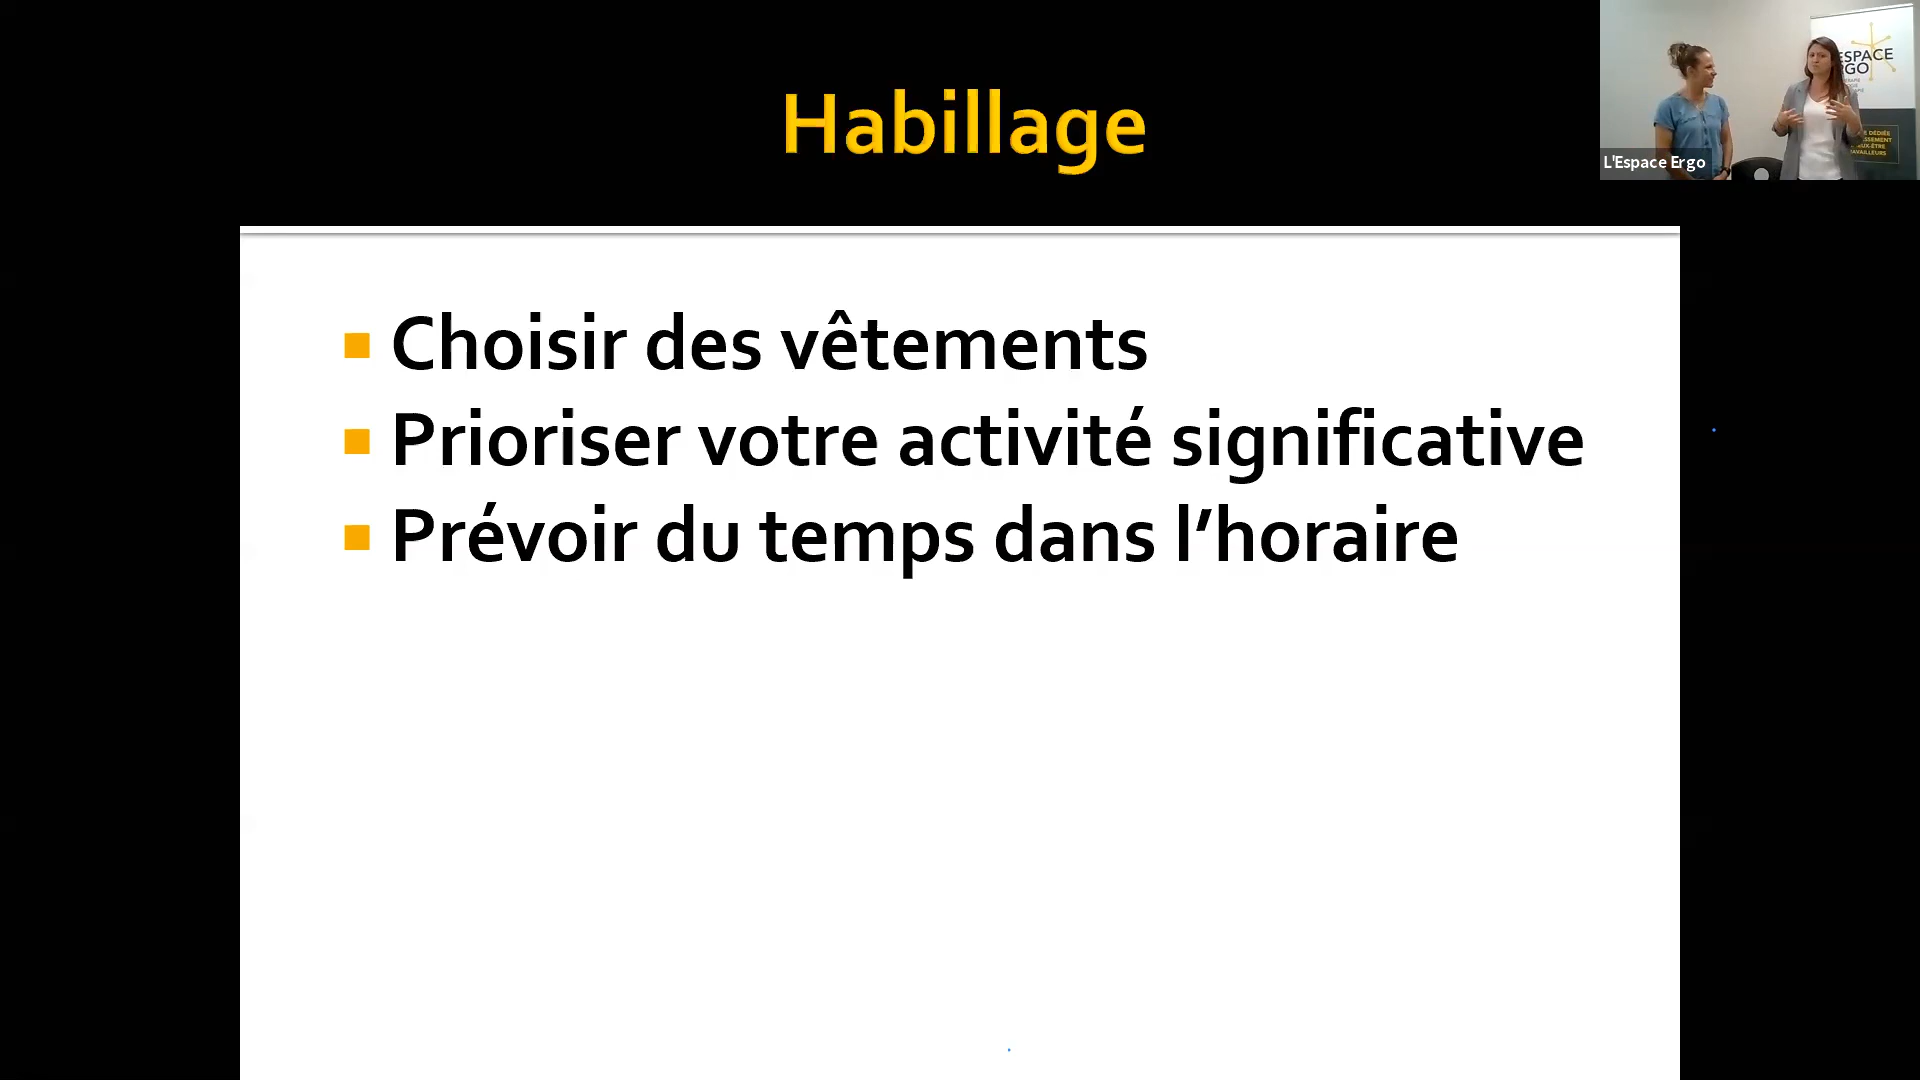 Habillage
Choisir des vêtements
Prioriser votre activité significative
Prévoir du temps dans l’horaire
ESPACE
L'Espace Ergo